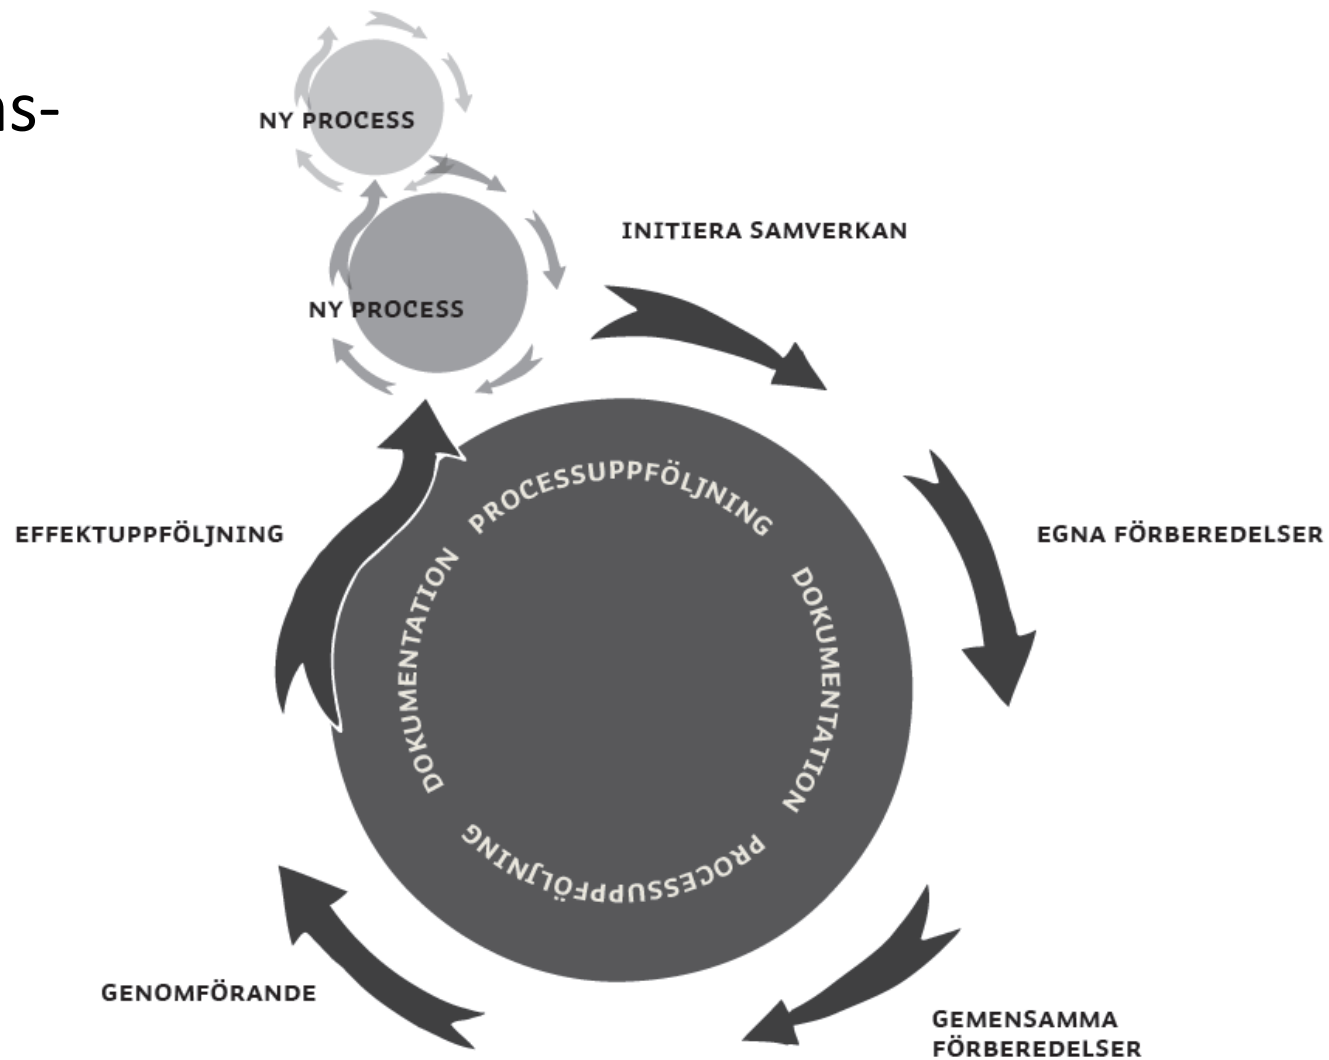 ns-
NY PROCESS
NY PROCESS
INITIERA SAMVERKAN
EFFEKTUPPFÖLJNING
EGNA FÖRBEREDELSER
PROCESSUPPFÖLJNING
DOKUMENTATION
PROCESSUPPFÖLJNING
DOKUMENTATION
GENOMFÖRANDE
GEMENSAMMA
FÖRBEREDELSER